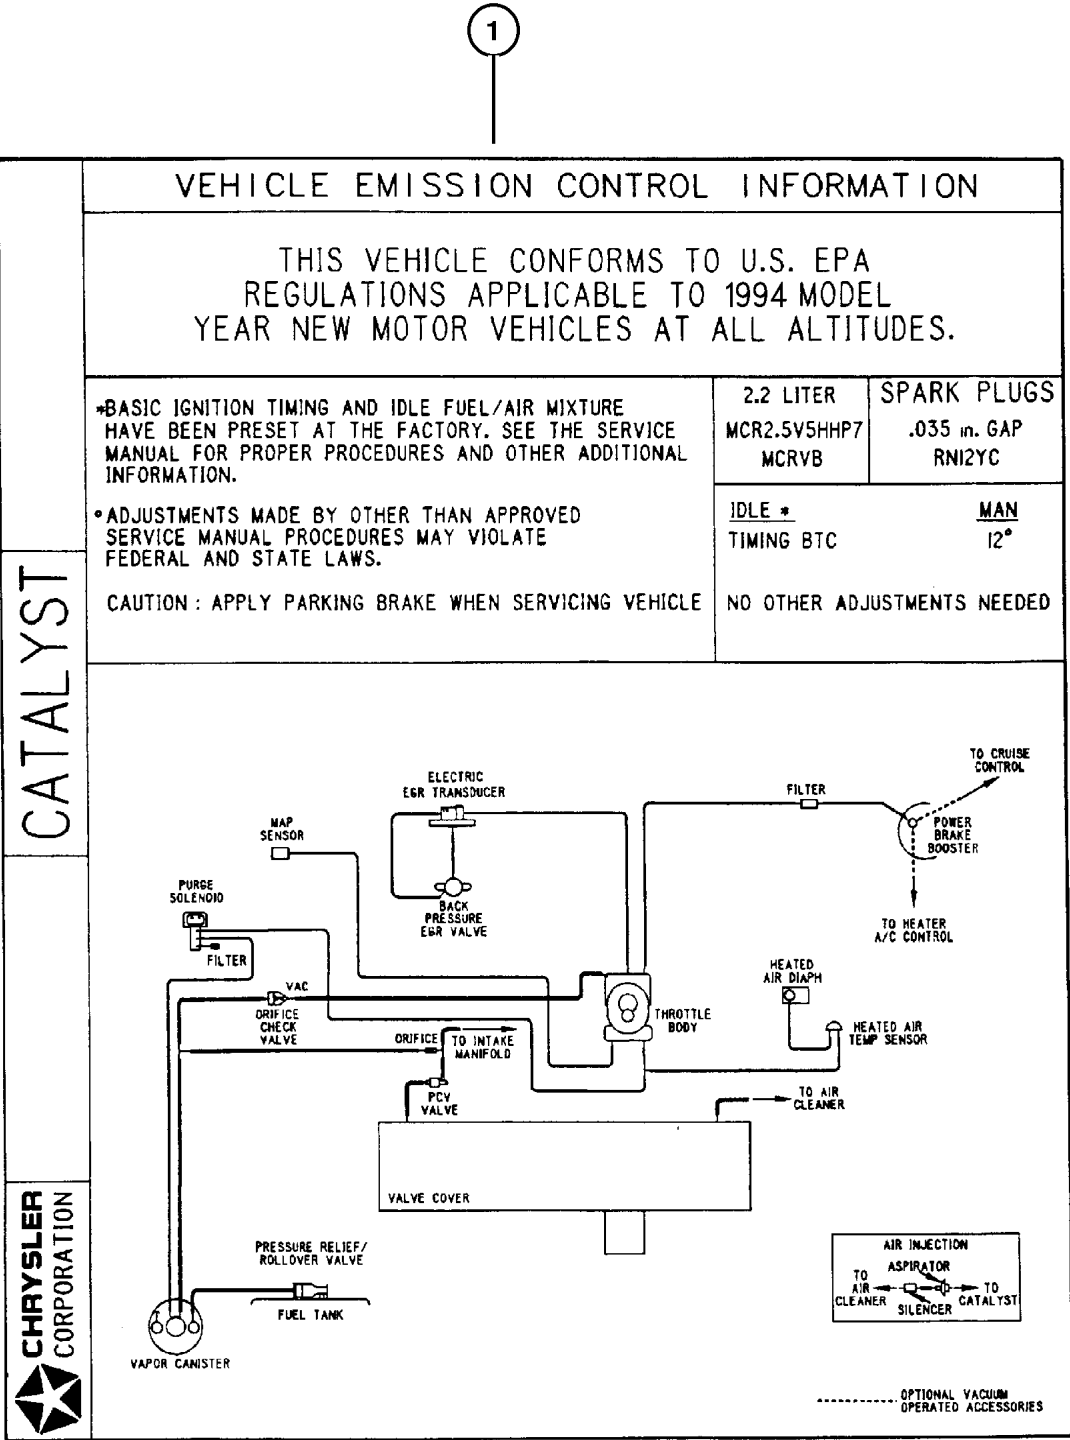 1
VEHICLE EMISSION CONTROL INFORMATION
THIS VEHICLE CONFORMS TO U.S. EPA
REGULATIONS APPLICABLE TO 1994 MODEL
YEAR NEW MOTOR VEHICLES AT ALL ALTITUDES.
*BASIC IGNITION TIMING AND IDLE FUEL/AIR MIXTURE
HAVE BEEN PRESET AT THE FACTORY. SEE THE SERVICE
MANUAL FOR PROPER PROCEDURES AND OTHER ADDITIONAL
INFORMATION.
°ADJUSTMENTS MADE BY OTHER THAN APPROVED
SERVICE MANUAL PROCEDURES MAY VIOLATE
FEDERAL AND STATE LAWS.
CAUTION : APPLY PARKING BRAKE WHEN SERVICING VEHICLE
2.2 LITER
MCR2.5V5HHP7
MCRVB
SPARK PLUGS
.035 in. GAP
RN12YC
IDLE * MAN
TIMING BTC 12°
NO OTHER ADJUSTMENTS NEEDED
CATALYST
CHRYSLER
CORPORATION
TO CRUISE
CONTROL
ELECTRIC
EGR TRANSDUCER
FILTER
MAP
SENSOR
POWER
BRAKE
BOOSTER
PURGE
SOLENOID
BACK
PRESSURE
EGR VALVE
TO HEATER
A/C CONTROL
FILTER
HEATED
AIR DIAPH
VAC
ORIFICE
CHECK
VALVE
THROTTLE
BODY
ORIFICE
TO INTAKE
MANIFOLD
HEATED AIR
TEMP SENSOR
PCV
VALVE
TO AIR
CLEANER
VALVE COVER
PRESSURE RELIEF/
ROLLOVER VALVE
FUEL TANK
VAPOR CANISTER
AIR INJECTION
ASPIRATOR
TO
AIR
CLEANER
SILENCER
TO
CATALYST
OPTIONAL VACUUM
OPERATED ACCESSORIES